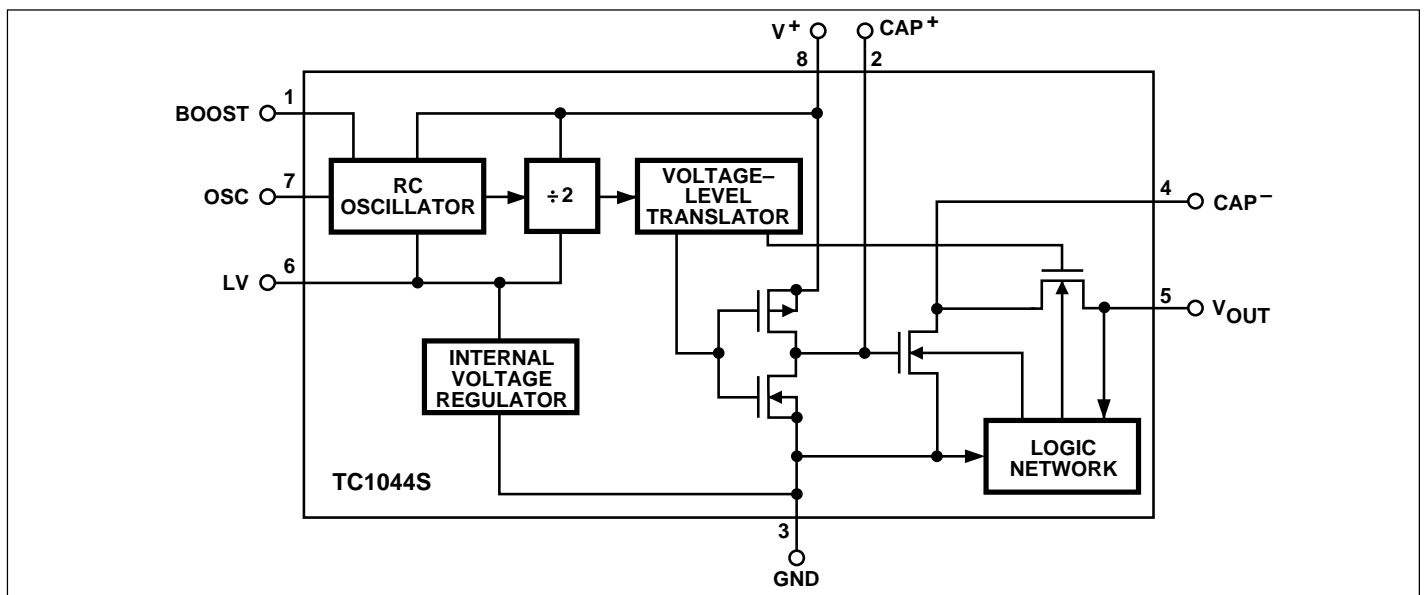 V+
CAP+
8
2
1
BOOST
7
OSC
RC
OSCILLATOR
÷2
VOLTAGE–
LEVEL
TRANSLATOR
4
CAP–
6
LV
5
VOUT
INTERNAL
VOLTAGE
REGULATOR
LOGIC
NETWORK
TC1044S
3
GND